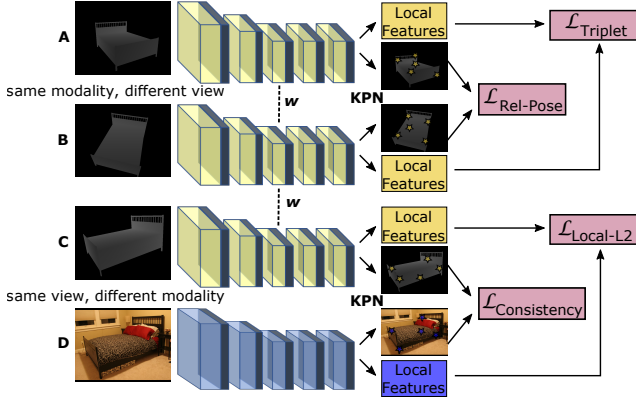 A
Local
Features
ℒTriplet
same modality, different view
w
KPN
ℒRel-Pose
B
Local
Features
w
C
Local
Features
ℒLocal-L2
same view, different modality
KPN
ℒConsistency
D
Local
Features